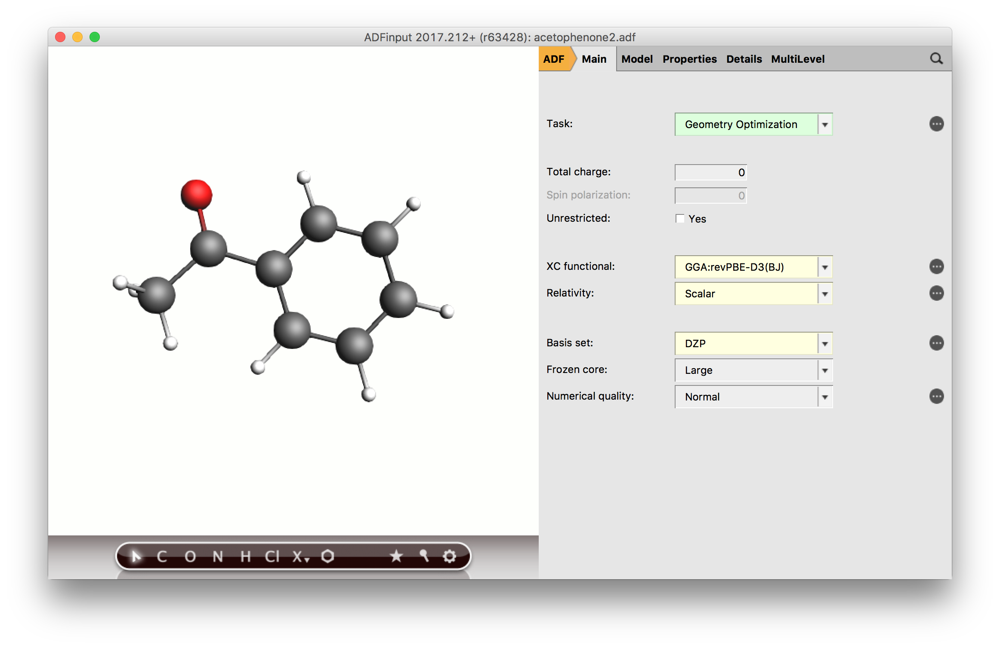 ADFinput 2017.212+ (r63428): acetophenone2.adf
ADF Main Model Properties Details MultiLevel
Task: Geometry Optimization
Total charge: 0
Spin polarization: 0
Unrestricted: Yes
XC functional: GGA:revPBE-D3(BJ)
Relativity: Scalar
Basis set: DZP
Frozen core: Large
Numerical quality: Normal
C O N H Cl X